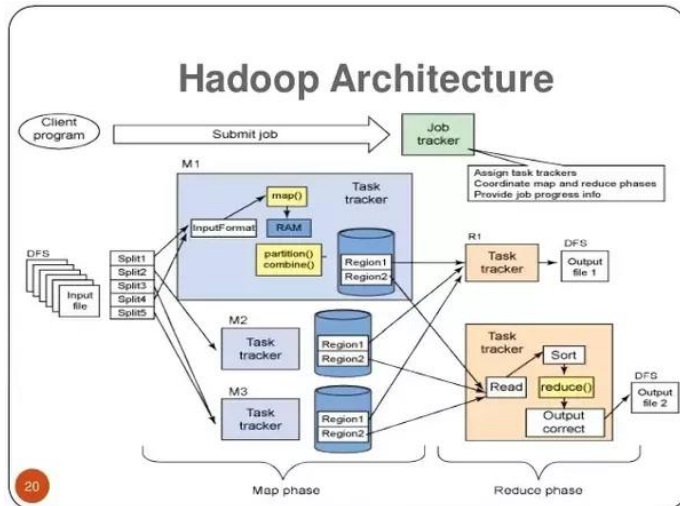 Hadoop Architecture
Client
program
Submit job
Job
tracker
Assign task trackers
Coordinate map and reduce phases
Provide job progress info
M1
Task
tracker
map()
InputFormat
RAM
partition()
combine()
Region1
Region2
DFS
Input
file
Split1
Split2
Split3
Split4
Split5
M2
Task
tracker
Region1
Region2
M3
Task
tracker
Region1
Region2
R1
Task
tracker
DFS
Output
file 1
Task
tracker
Sort
Read
reduce()
Output
correct
DFS
Output
file 2
Map phase
Reduce phase
20